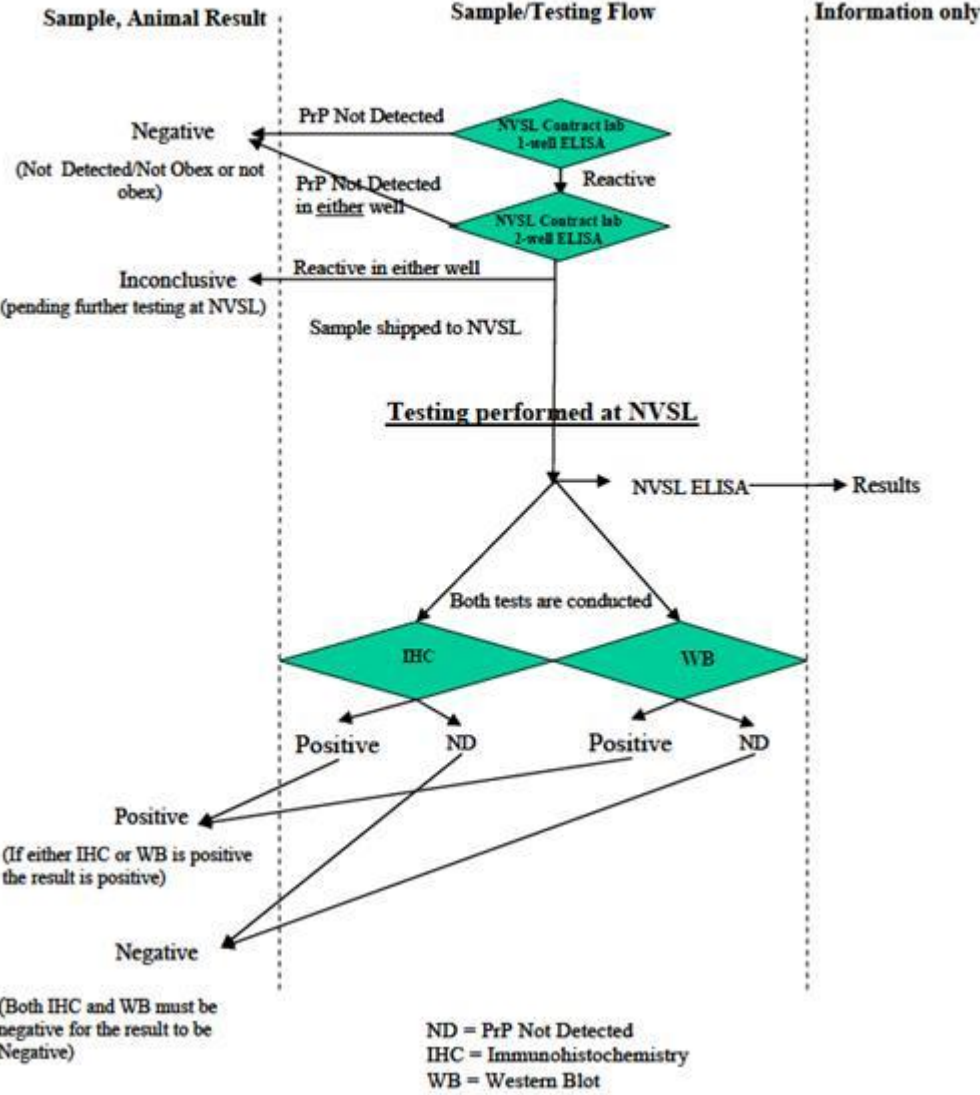 Sample, Animal Result
Sample/Testing Flow
Information only
PrP Not Detected
NVSL Contract lab
1-well ELISA
Negative
(Not Detected/Not Obex or not
obex)
Reactive
PrP Not Detected
in either well
NVSL Contract lab
2-well ELISA
Reactive in either well
Inconclusive
(pending further testing at NVSL)
Sample shipped to NVSL
Testing performed at NVSL
NVSL ELISA
Results
Both tests are conducted
IHC
WB
Positive
ND
Positive
ND
Positive
(If either IHC or WB is positive
the result is positive)
Negative
(Both IHC and WB must be
negative for the result to be
Negative)
ND = PrP Not Detected
IHC = Immunohistochemistry
WB = Western Blot